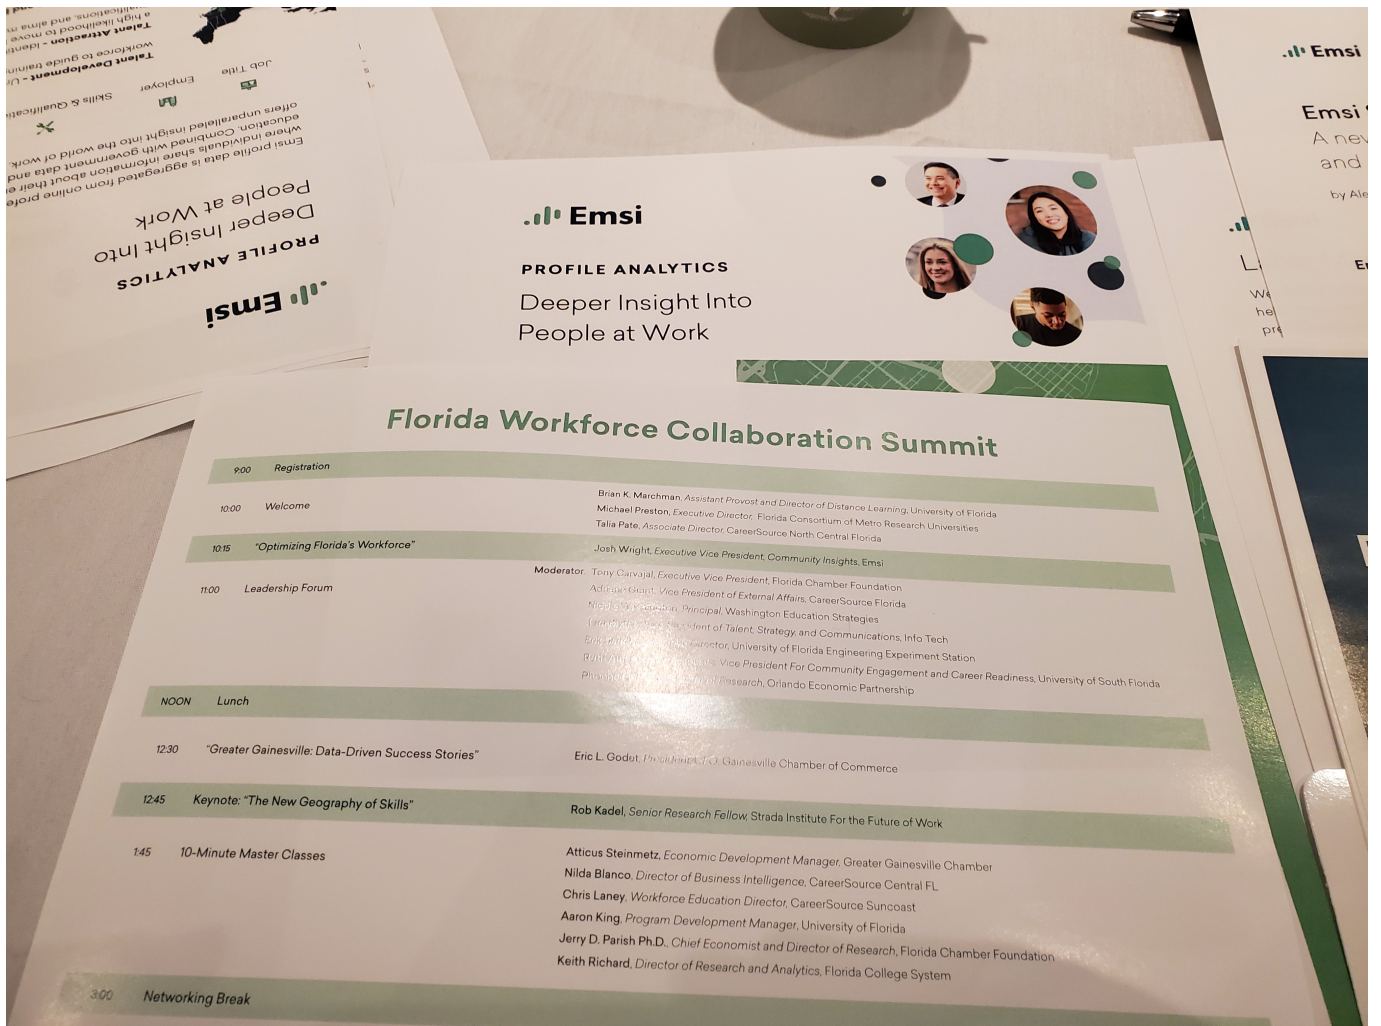 Emsi
PROFILE ANALYTICS
Deeper Insight Into
People at Work
Florida Workforce Collaboration Summit
9:00 Registration
10:00 Welcome
Brian K. Marchman, Assistant Provost and Director of Distance Learning, University of Florida
Michael Preston, Executive Director, Florida Consortium of Metro Research Universities
Talia Pate, Associate Director, CareerSource North Central Florida
10:15 "Optimizing Florida's Workforce" Josh Wright, Executive Vice President, Community Insights, Emsi
11:00 Leadership Forum
Moderator Tony Carvajal, Executive Vice President, Florida Chamber Foundation
Vice President of External Affairs, CareerSource Florida
Principal, Washington Education Strategies
of Talent, Strategy, and Communications, Info Tech
University of Florida Engineering Experiment Station
Vice President For Community Engagement and Career Readiness, University of South Florida
Research, Orlando Economic Partnership
NOON Lunch
12:30 "Greater Gainesville: Data-Driven Success Stories" Eric L. Godet, Gainesville Chamber of Commerce
12:45 Keynote: "The New Geography of Skills" Rob Kadel, Senior Research Fellow, Strada Institute For the Future of Work
1:45 10-Minute Master Classes
Atticus Steinmetz, Economic Development Manager, Greater Gainesville Chamber
Nilda Blanco, Director of Business Intelligence, CareerSource Central FL
Chris Laney, Workforce Education Director, CareerSource Suncoast
Aaron King, Program Development Manager, University of Florida
Jerry D. Parish Ph.D., Chief Economist and Director of Research, Florida Chamber Foundation
Keith Richard, Director of Research and Analytics, Florida College System
3:00 Networking Break
Emsi
PROFILE ANALYTICS
Deeper Insight Into
People at Work
Emsi profile data is aggregated from online
where individuals share information about their
education. Combined with government data and
offers unparalleled insight into the world of work.
Job Title Employer Skills &
Talent Development -
workforce to guide
Talent Attraction -
a high likelihood to move
and alma
Emsi
Emsi
A new
and
by